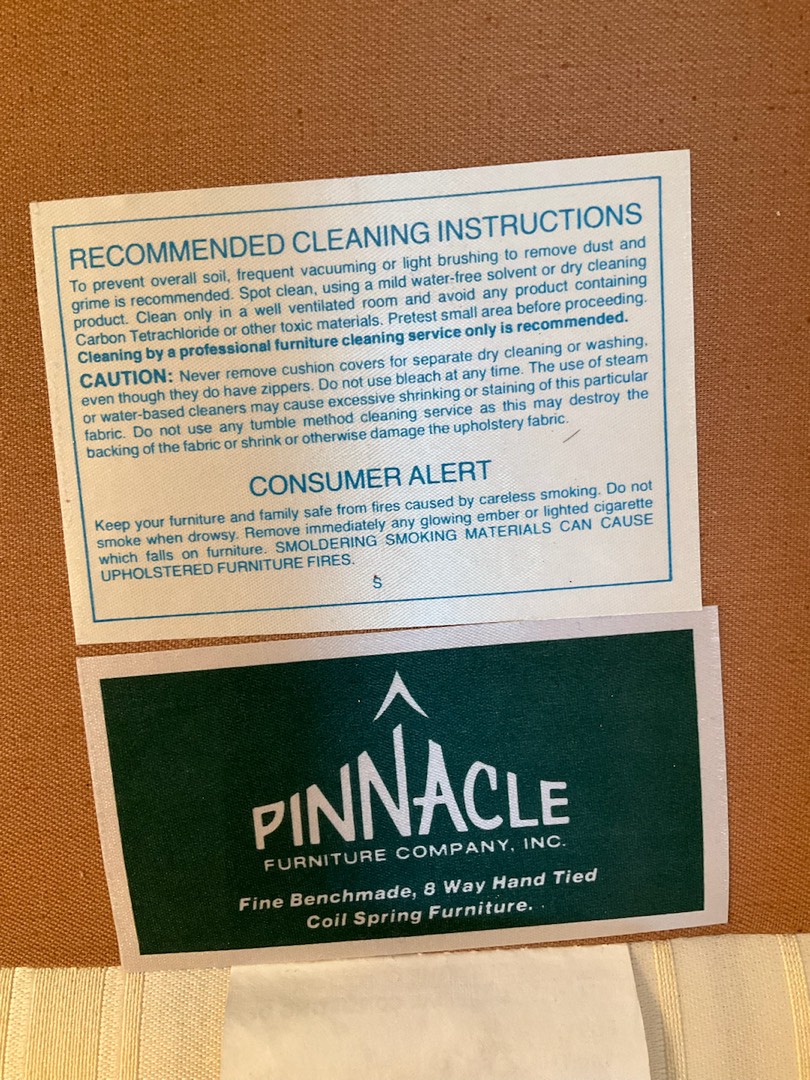 RECOMMENDED CLEANING INSTRUCTIONS
To prevent overall soil, frequent vacuuming or light brushing to remove dust and
grime is recommended. Spot clean, using a mild water-free solvent or dry cleaning
product. Clean only in a well ventilated room and avoid any product containing
Carbon Tetrachloride or other toxic materials. Pretest small area before proceeding.
Cleaning by a professional furniture cleaning service only is recommended.
CAUTION: Never remove cushion covers for separate dry cleaning or washing,
even though they do have zippers. Do not use bleach at any time. The use of steam
or water-based cleaners may cause excessive shrinking or staining of this particular
fabric. Do not use any tumble method cleaning service as this may destroy the
backing of the fabric or shrink or otherwise damage the upholstery fabric.
CONSUMER ALERT
Keep your furniture and family safe from fires caused by careless smoking. Do not
smoke when drowsy. Remove immediately any glowing ember or lighted cigarette
which falls on furniture. SMOLDERING SMOKING MATERIALS CAN CAUSE
UPHOLSTERED FURNITURE FIRES.
S
PINNACLE
FURNITURE COMPANY, INC.
Fine Benchmade, 8 Way Hand Tied
Coil Spring Furniture.